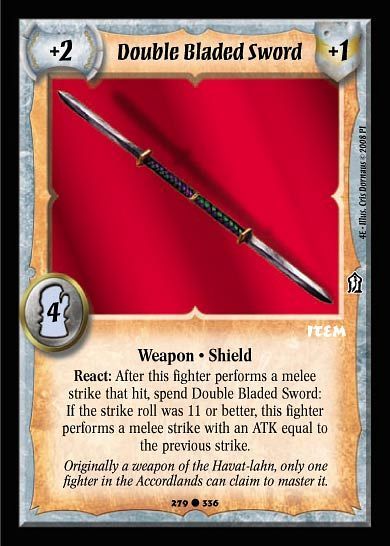 +2
Double Bladed Sword
+1
4E • Illus. Cris Dornaus © 2008 PI
4
ITEM
Weapon • Shield
React: After this fighter performs a melee
strike that hit, spend Double Bladed Sword:
If the strike roll was 11 or better, this fighter
performs a melee strike with an ATK equal to
the previous strike.
Originally a weapon of the Havat-lahn, only one
fighter in the Accordlands can claim to master it.
279 ● 336